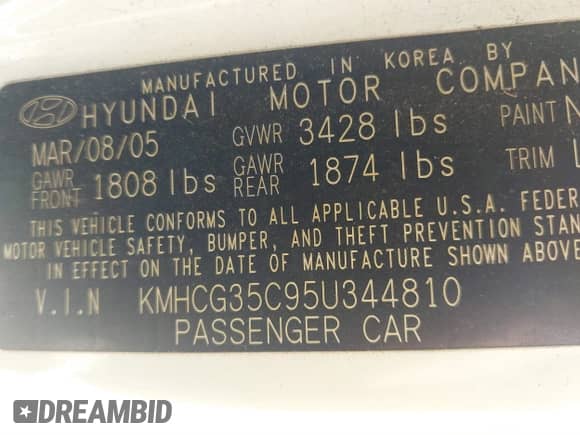 MANUFACTURED IN KOREA BY
HYUNDAI MOTOR COMPAN
MAR/08/05 GVWR 3428 lbs PAINT
GAWR FRONT 1808 lbs GAWR REAR 1874 lbs TRIM
THIS VEHICLE CONFORMS TO ALL APPLICABLE U.S.A. FEDER
MOTOR VEHICLE SAFETY, BUMPER, AND THEFT PREVENTION STAN
IN EFFECT ON THE DATE OF MANUFACTURE SHOWN ABOVE
V.I.N KMHCG35C95U344810
PASSENGER CAR
DREAMBID